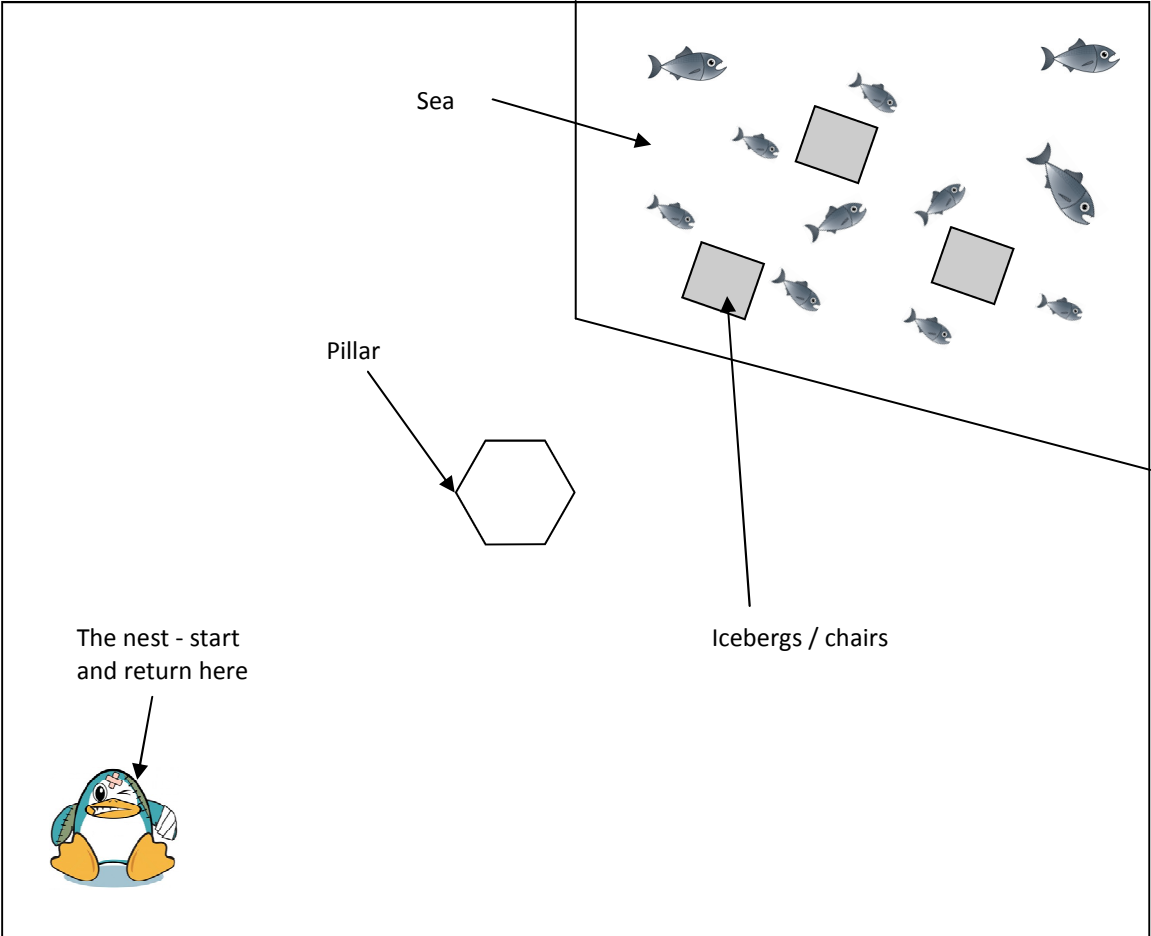 Sea
Pillar
The nest - start
and return here
Icebergs / chairs